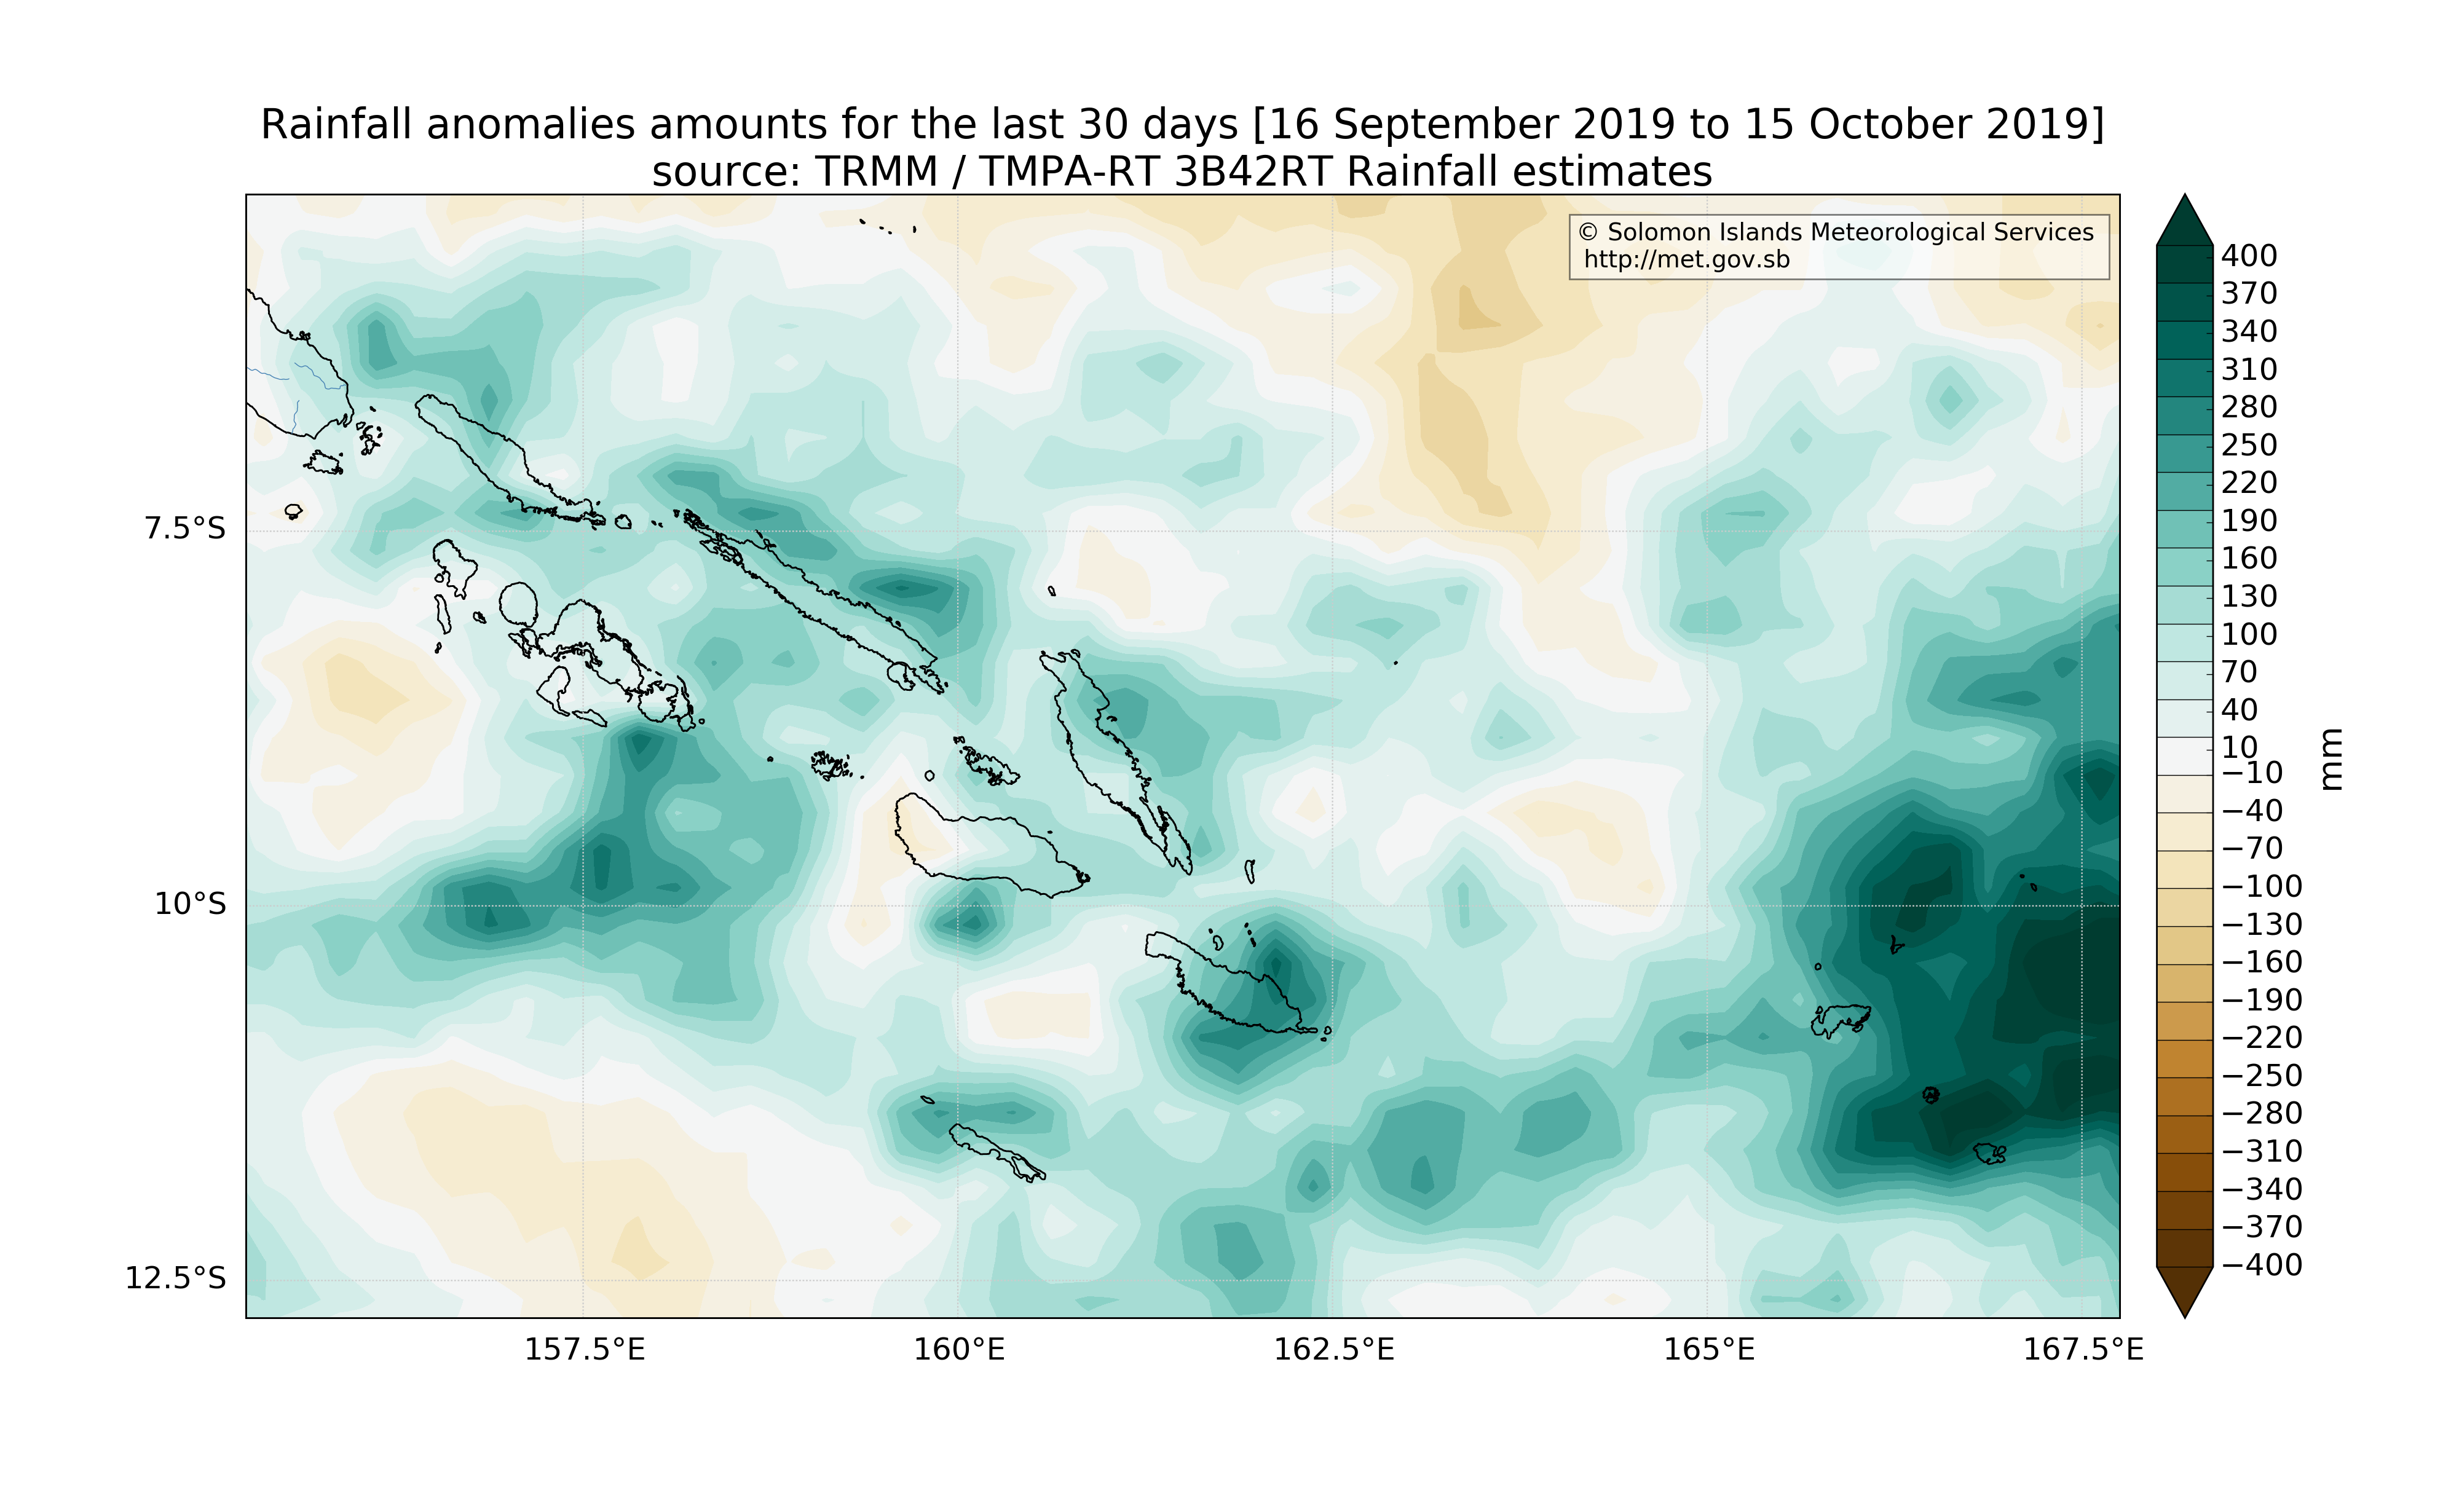 Rainfall anomalies amounts for the last 30 days [16 September 2019 to 15 October 2019]
source: TRMM / TMPA-RT 3B42RT Rainfall estimates
© Solomon Islands Meteorological Services
http://met.gov.sb
7.5°S
10°S
12.5°S
157.5°E
160°E
162.5°E
165°E
167.5°E
400
370
340
310
280
250
220
190
160
130
100
70
40
10
−10
−40
−70
−100
−130
−160
−190
−220
−250
−280
−310
−340
−370
−400
mm